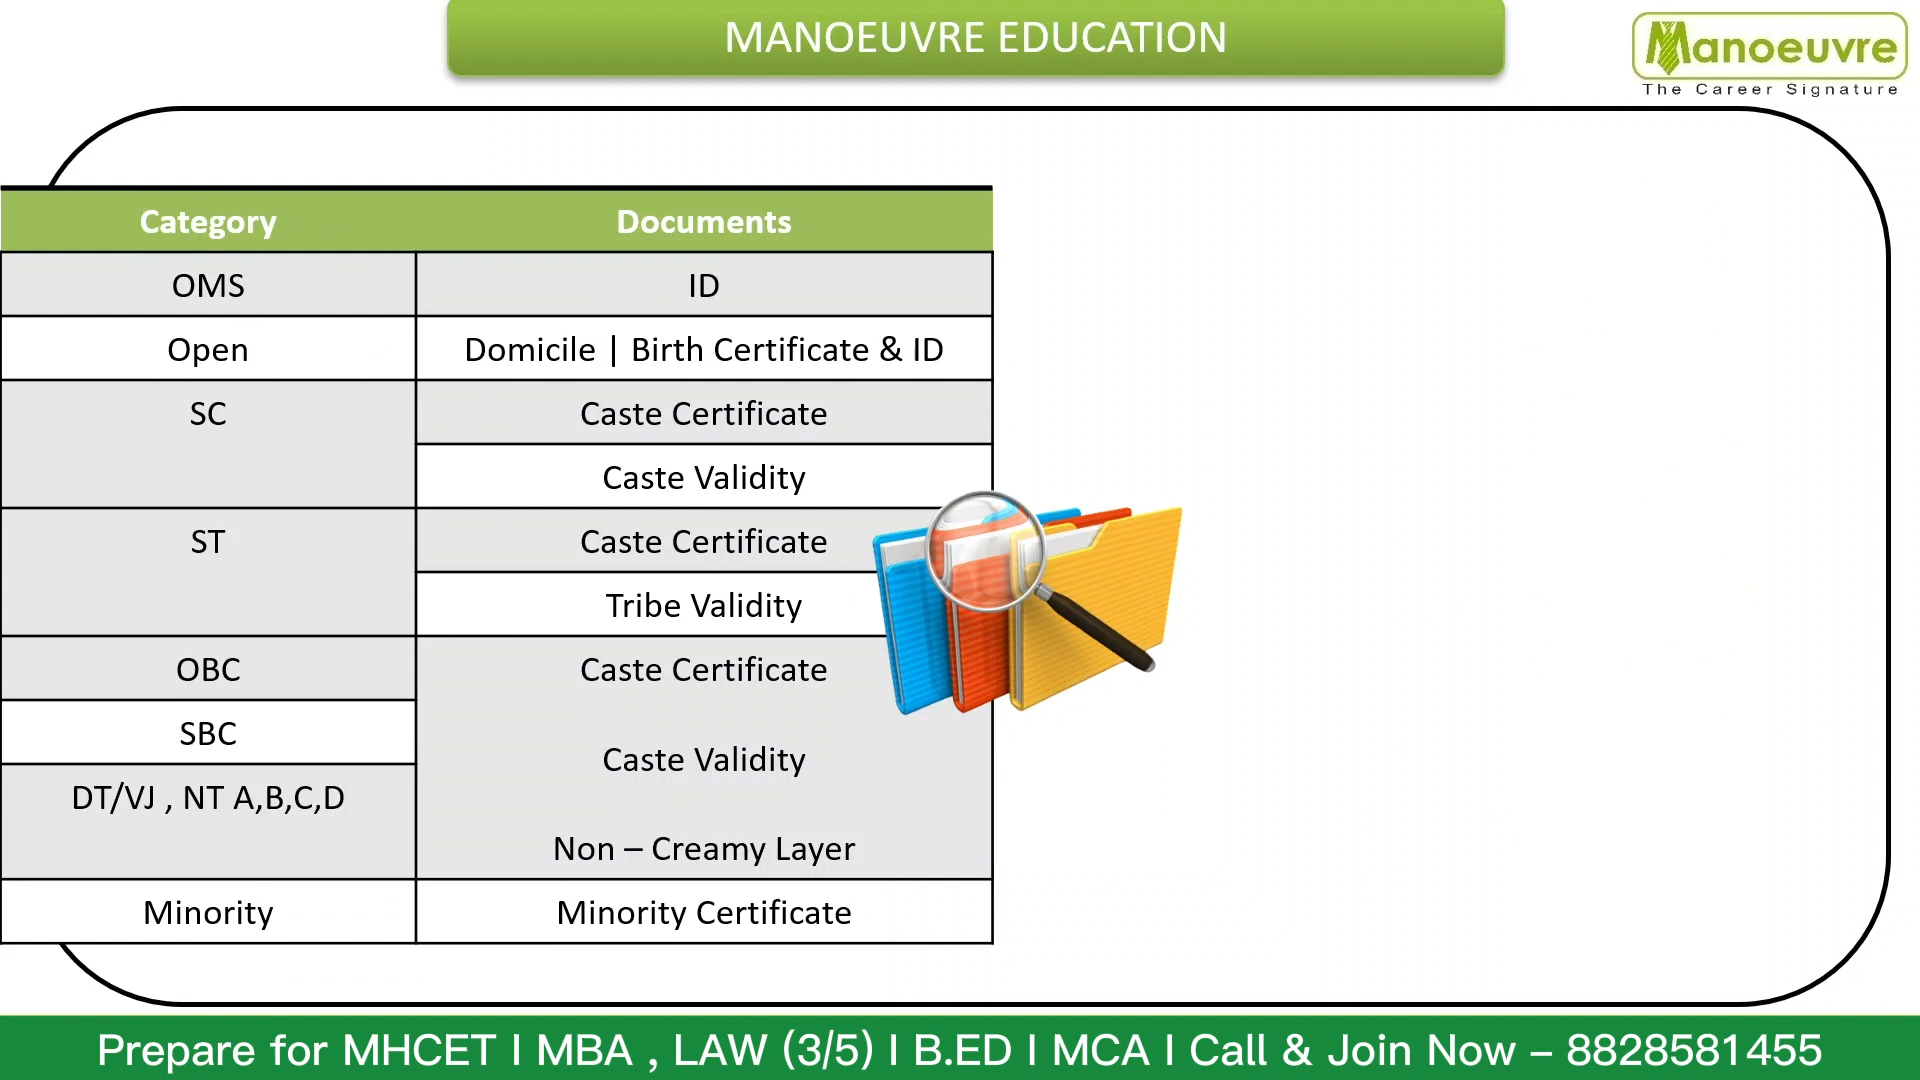 MANOEUVRE EDUCATION
Manoeuvre
The Career Signature
Category Documents
OMS ID
Open Domicile | Birth Certificate & ID
SC Caste Certificate
Caste Validity
ST Caste Certificate
Tribe Validity
OBC Caste Certificate
SBC
Caste Validity
DT/VJ , NT A,B,C,D
Non – Creamy Layer
Minority Minority Certificate
Prepare for MHCET I MBA , LAW (3/5) I B.ED I MCA I Call & Join Now – 8828581455